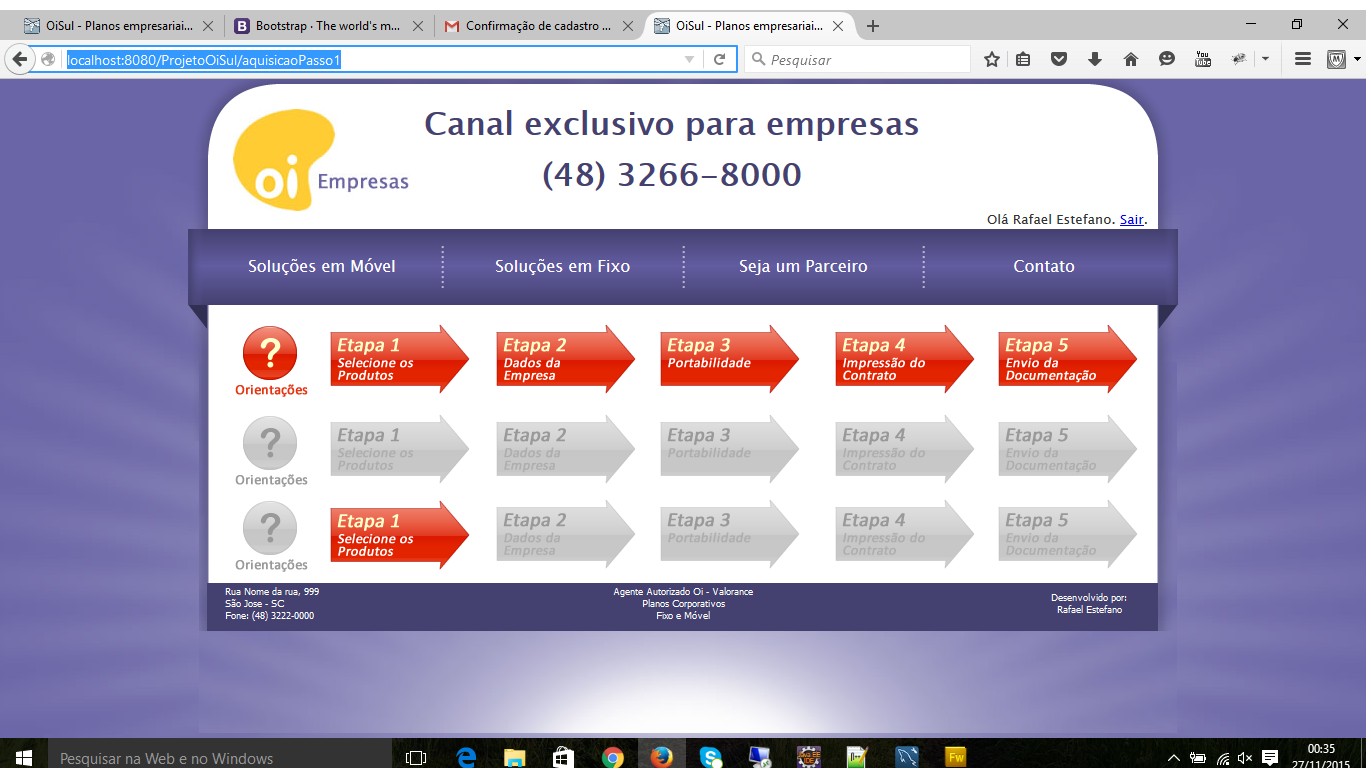 OiSul - Planos empresariai...
Bootstrap · The world's m...
Confirmação de cadastro ...
OiSul - Planos empresariai...
localhost:8080/ProjetoOiSul/aquisicaoPasso1
Pesquisar
You
Tube
Canal exclusivo para empresas
(48) 3266-8000
oi
Empresas
Olá Rafael Estefano. Sair.
Soluções em Móvel
Soluções em Fixo
Seja um Parceiro
Contato
?
Orientações
Etapa 1
Selecione os
Produtos
Etapa 2
Dados da
Empresa
Etapa 3
Portabilidade
Etapa 4
Impressão do
Contrato
Etapa 5
Envio da
Documentação
?
Orientações
Etapa 1
Selecione os
Produtos
Etapa 2
Dados da
Empresa
Etapa 3
Portabilidade
Etapa 4
Impressão do
Contrato
Etapa 5
Envio da
Documentação
?
Orientações
Etapa 1
Selecione os
Produtos
Etapa 2
Dados da
Empresa
Etapa 3
Portabilidade
Etapa 4
Impressão do
Contrato
Etapa 5
Envio da
Documentação
Rua Nome da rua, 999
São Jose - SC
Fone: (48) 3222-0000
Agente Autorizado Oi - Valorance
Planos Corporativos
Fixo e Móvel
Desenvolvido por:
Rafael Estefano
Pesquisar na Web e no Windows
Java EE
IDE
Fw
00:35
27/11/2015